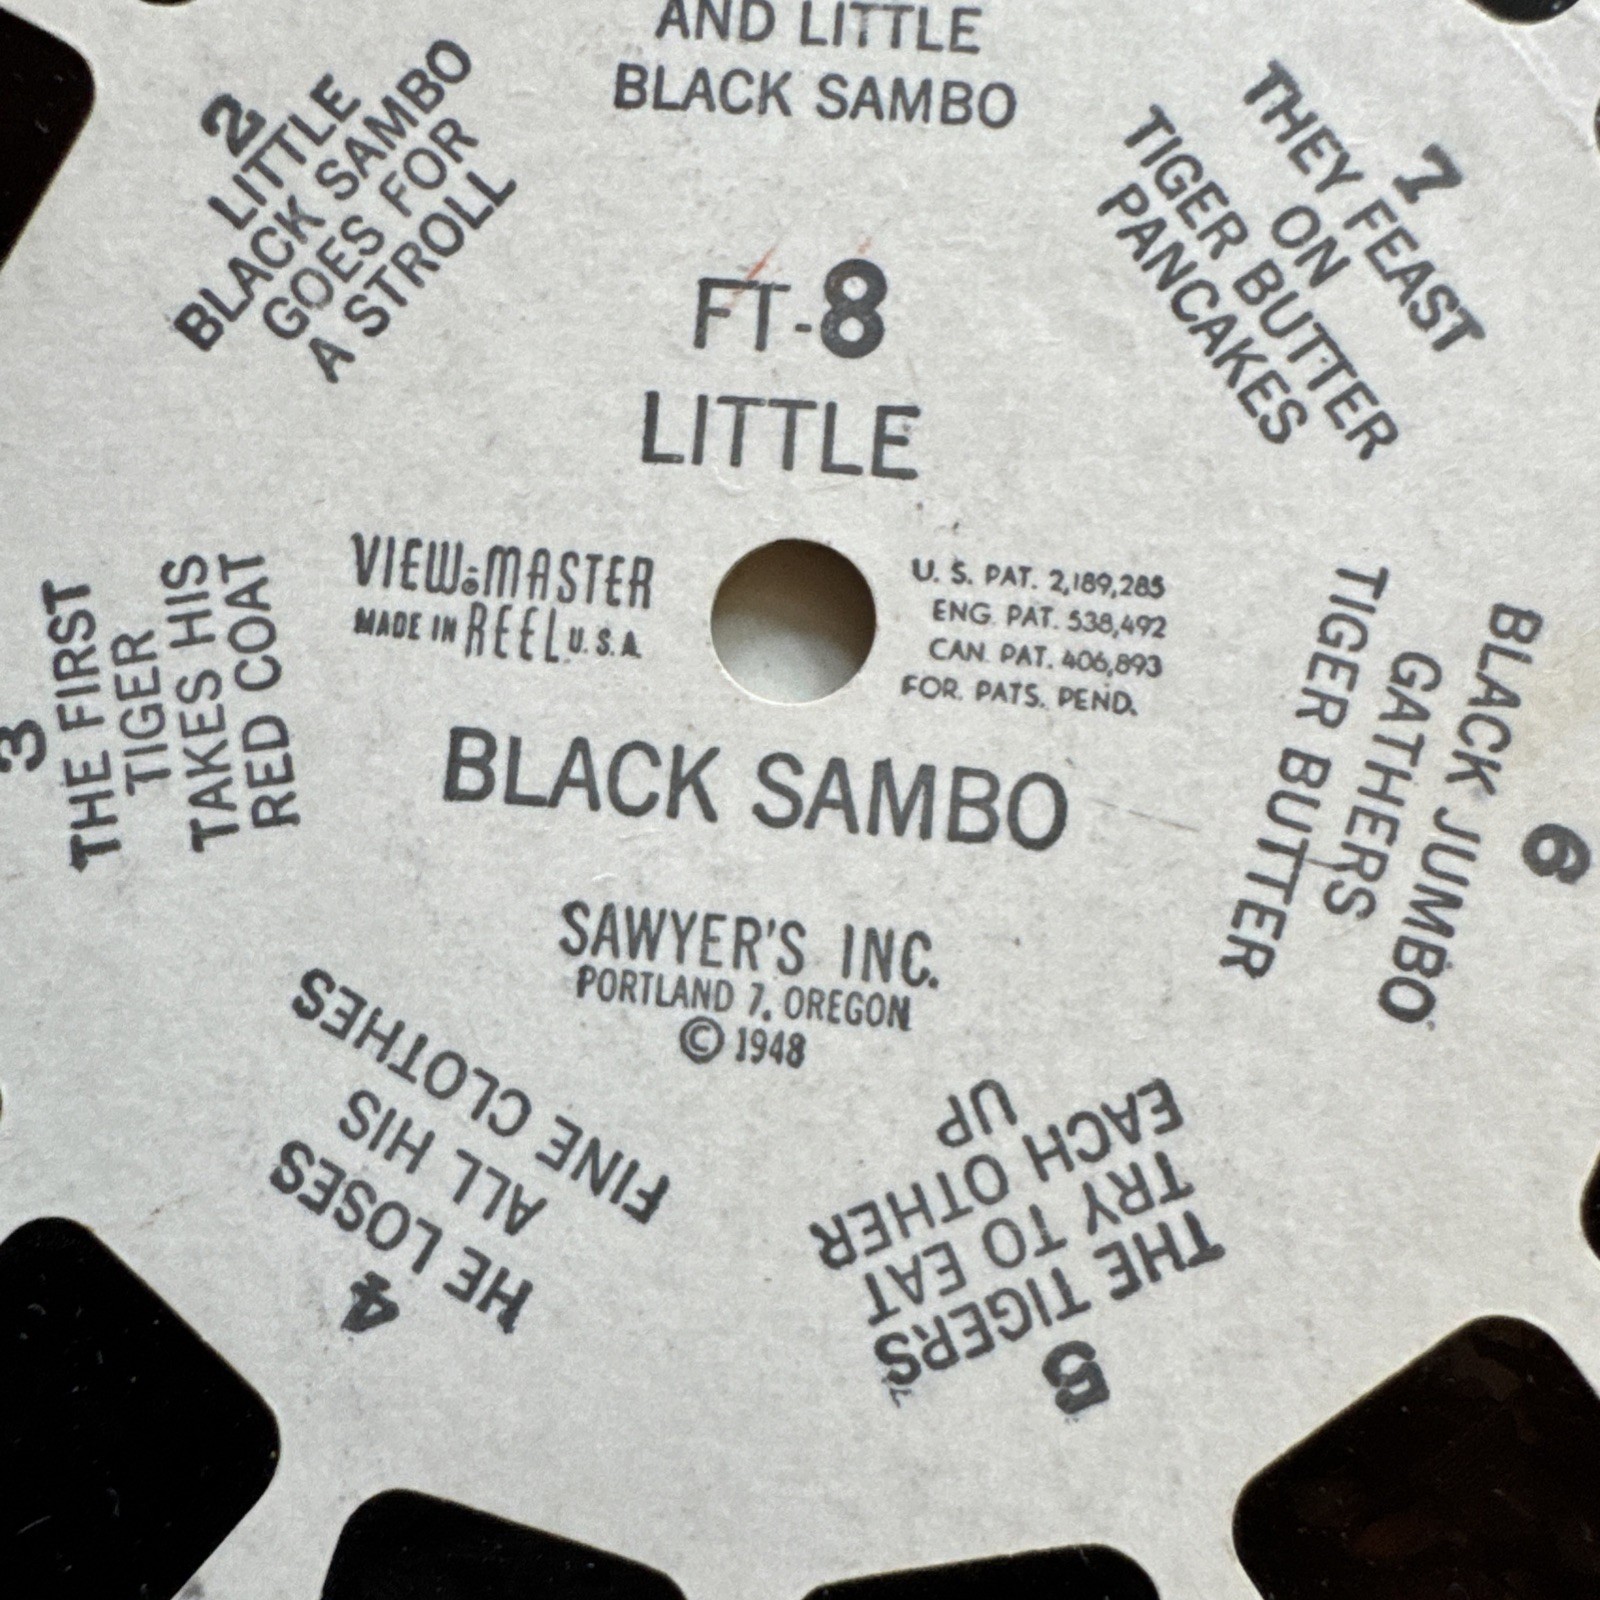 AND LITTLE
BLACK SAMBO
2
LITTLE
BLACK SAMBO
GOES FOR
A STROLL
7
THEY FEAST
ON
TIGER BUTTER
PANCAKES
FT-8
LITTLE
VIEW-MASTER
MADE IN REEL U.S.A.
U. S. PAT. 2,189,285
ENG. PAT. 538,492
CAN. PAT. 406,893
FOR. PATS. PEND.
BLACK SAMBO
SAWYER'S INC.
PORTLAND 7, OREGON
© 1948
3
THE FIRST
TIGER
TAKES HIS
RED COAT
4
HE LOSES
ALL HIS
FINE CLOTHES
5
THE TIGERS
TRY TO EAT
EACH OTHER
UP
6
BLACK JUMBO
GATHERS
TIGER BUTTER